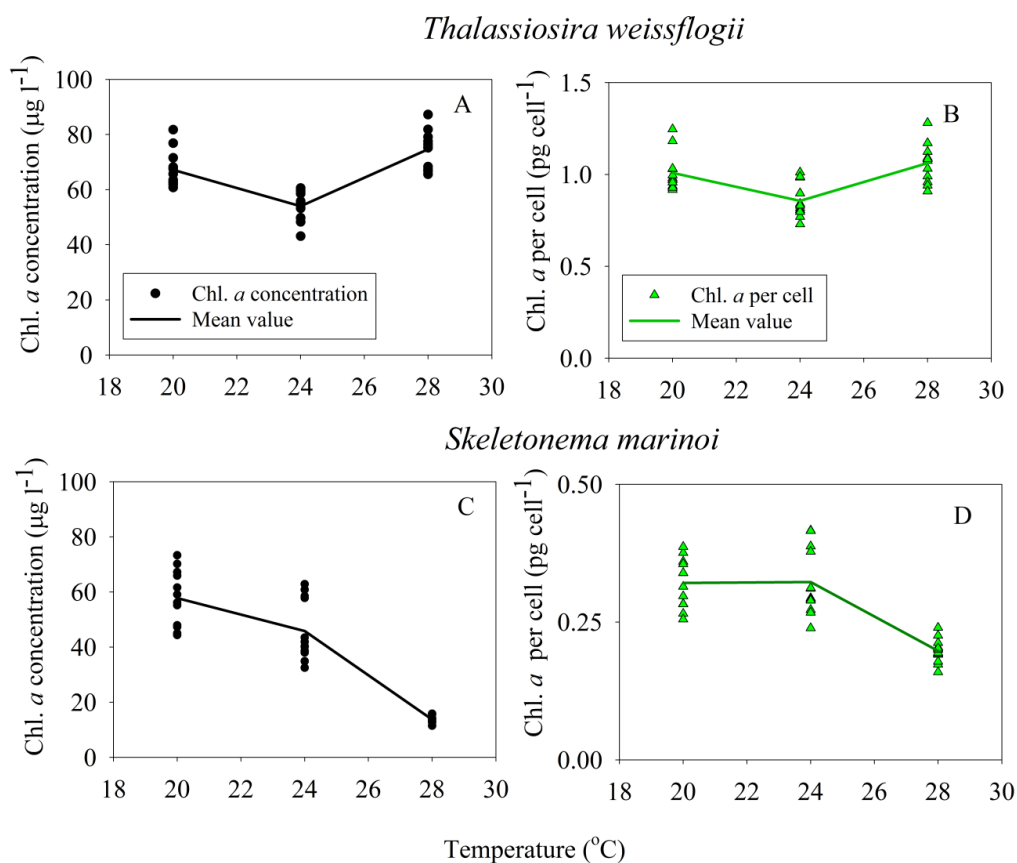 Thalassiosira weissflogii
Chl. a concentration (µg l-1)
100
80
60
40
20
0
A
Chl. a concentration
Mean value
18 20 22 24 26 28 30
Chl. a per cell (pg cell-1)
1.5
1.0
0.5
0.0
B
Chl. a per cell
Mean value
18 20 22 24 26 28 30
Skeletonema marinoi
Chl. a concentration (µg l-1)
100
80
60
40
20
0
C
18 20 22 24 26 28 30
Chl. a per cell (pg cell-1)
0.50
0.25
0.00
D
18 20 22 24 26 28 30
Temperature (oC)